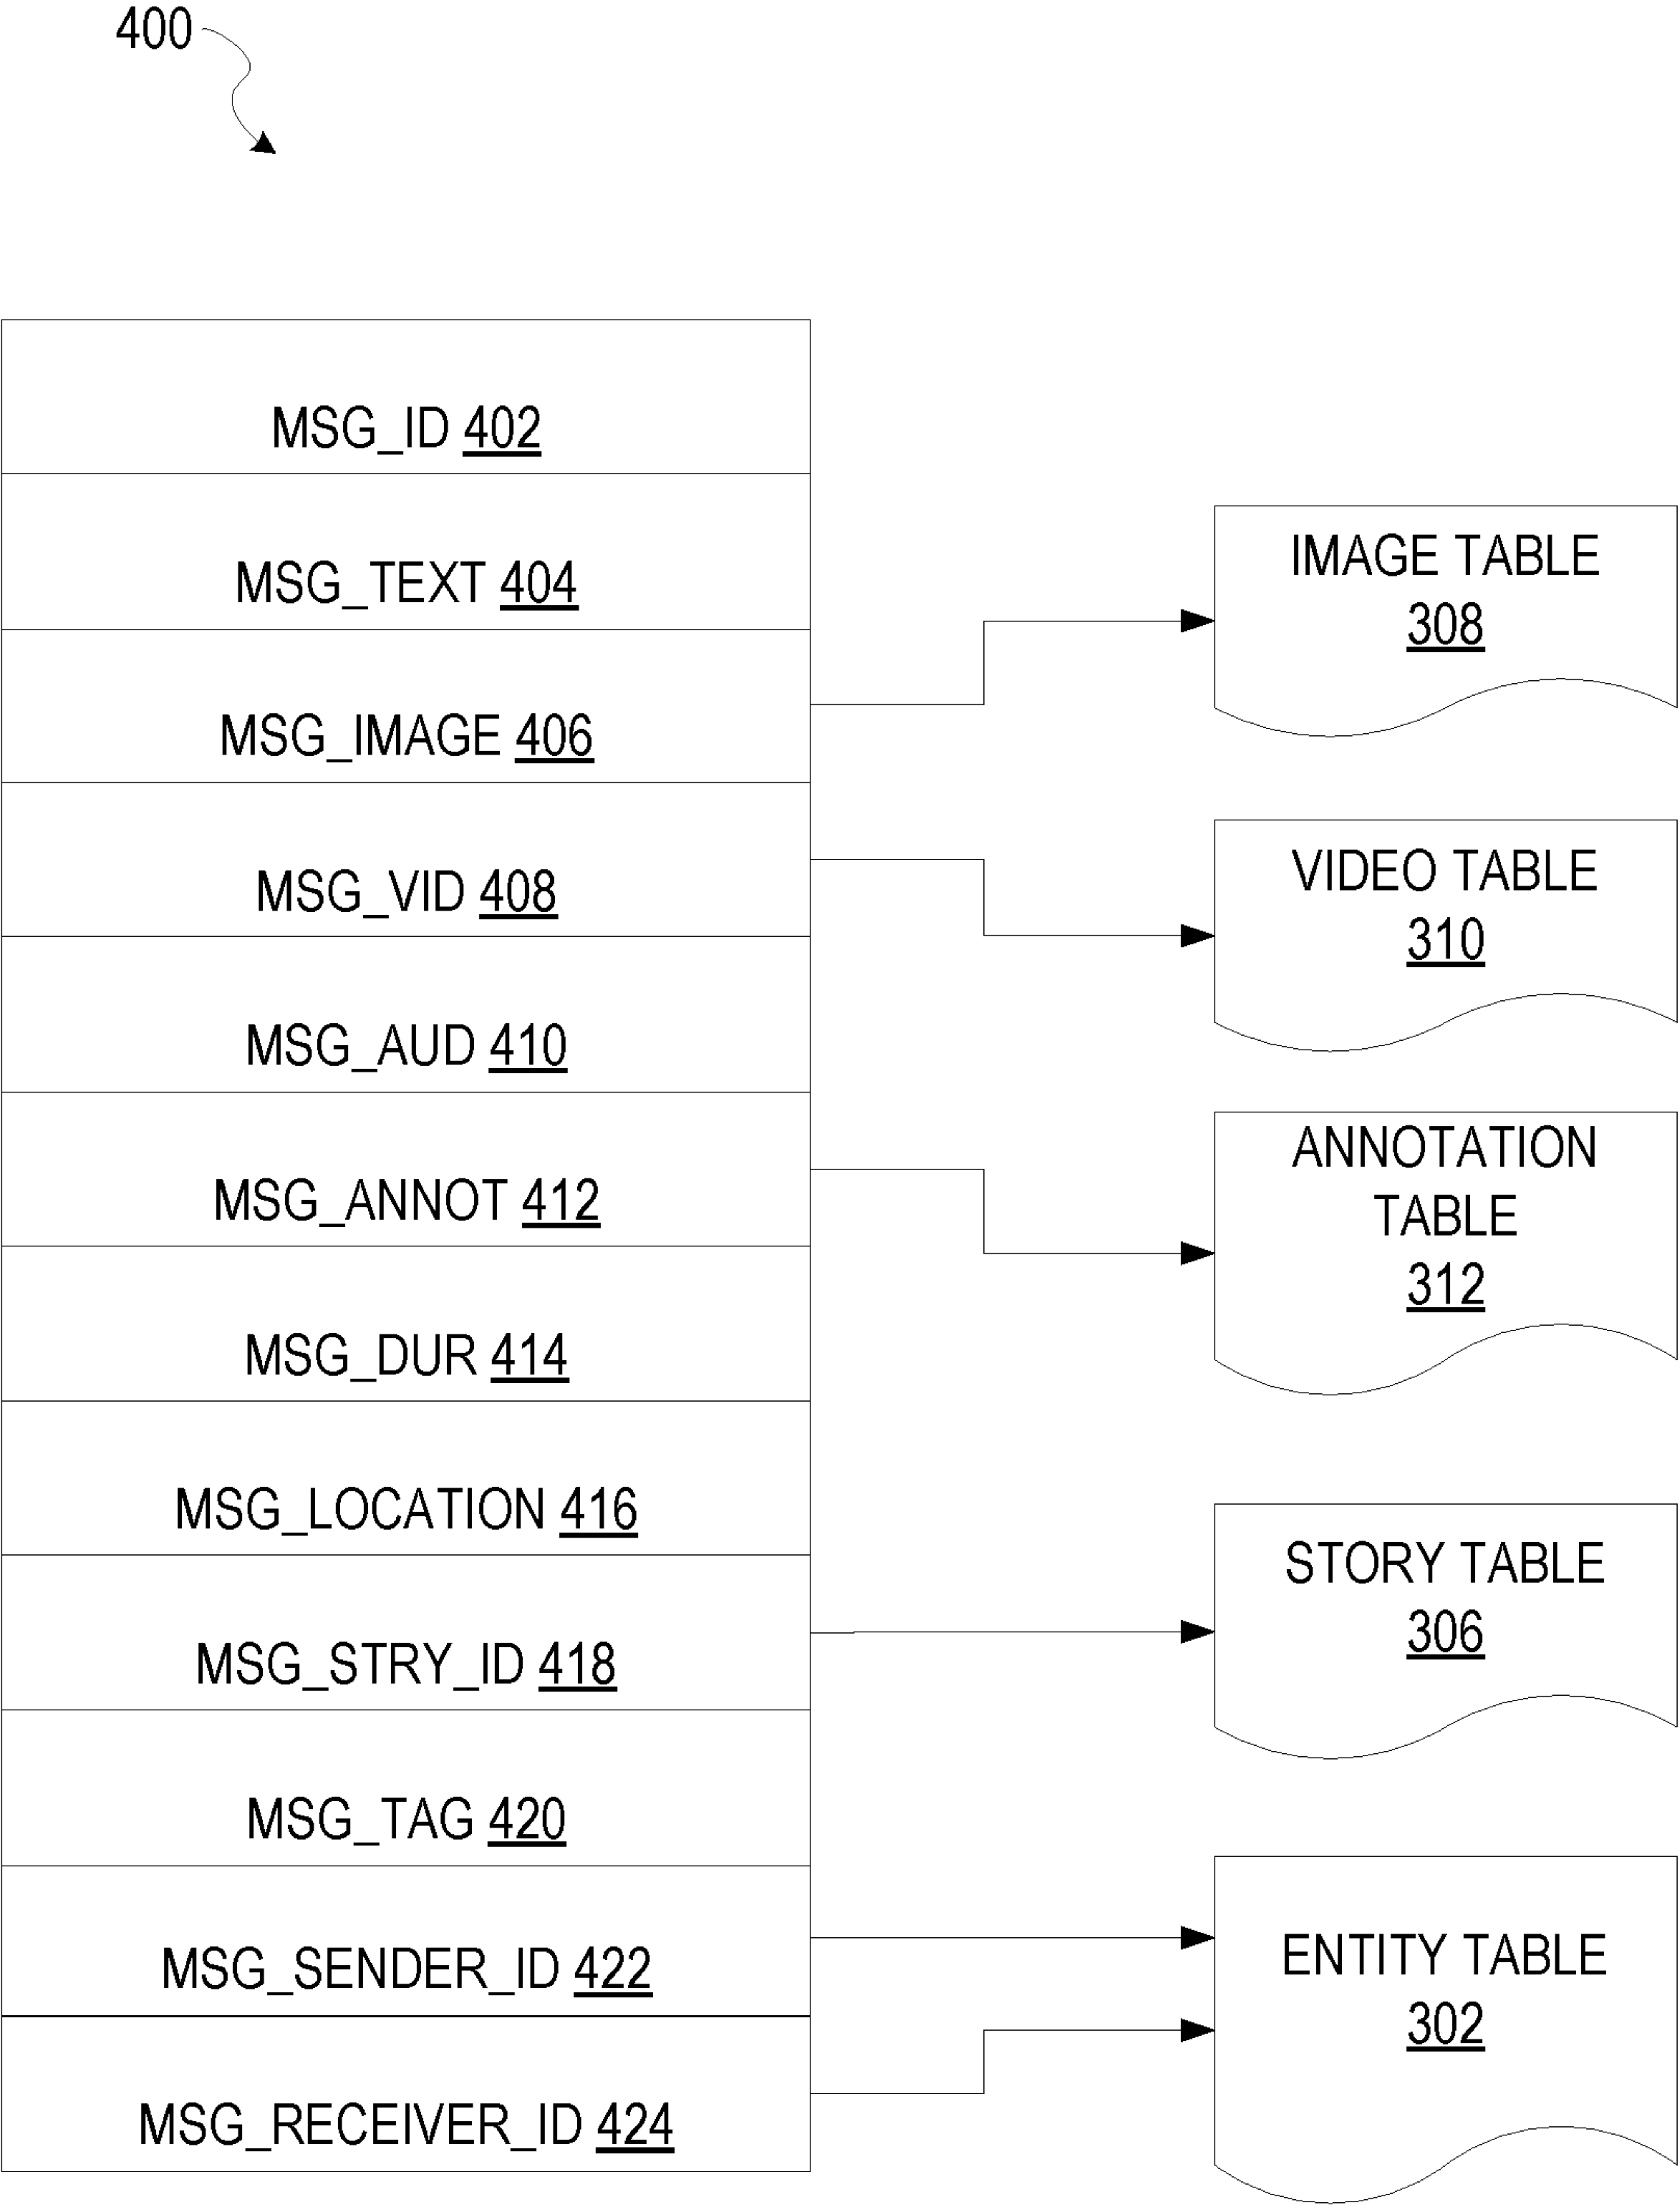 400
MSG_ID 402
MSG_TEXT 404
MSG_IMAGE 406
MSG_VID 408
MSG_AUD 410
MSG_ANNOT 412
MSG_DUR 414
MSG_LOCATION 416
MSG_STRY_ID 418
MSG_TAG 420
MSG_SENDER_ID 422
MSG_RECEIVER_ID 424
IMAGE TABLE
308
VIDEO TABLE
310
ANNOTATION
TABLE
312
STORY TABLE
306
ENTITY TABLE
302